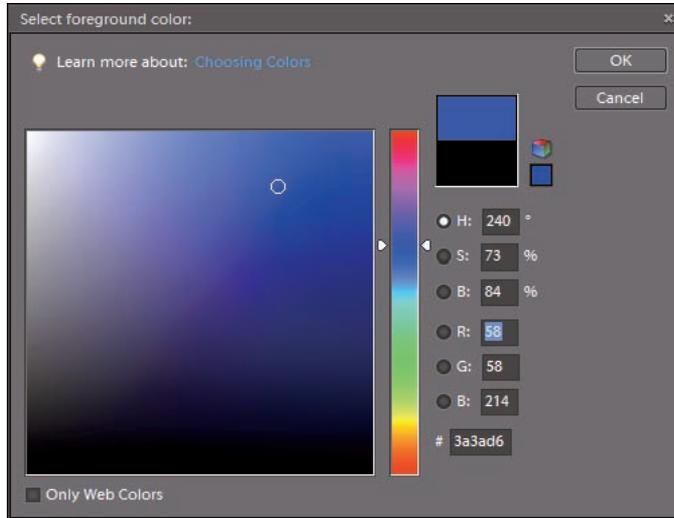 Select foreground color:
Learn more about: Choosing Colors
OK
Cancel
H: 240 °
S: 73 %
B: 84 %
R: 58
G: 58
B: 214
# 3a3ad6
Only Web Colors